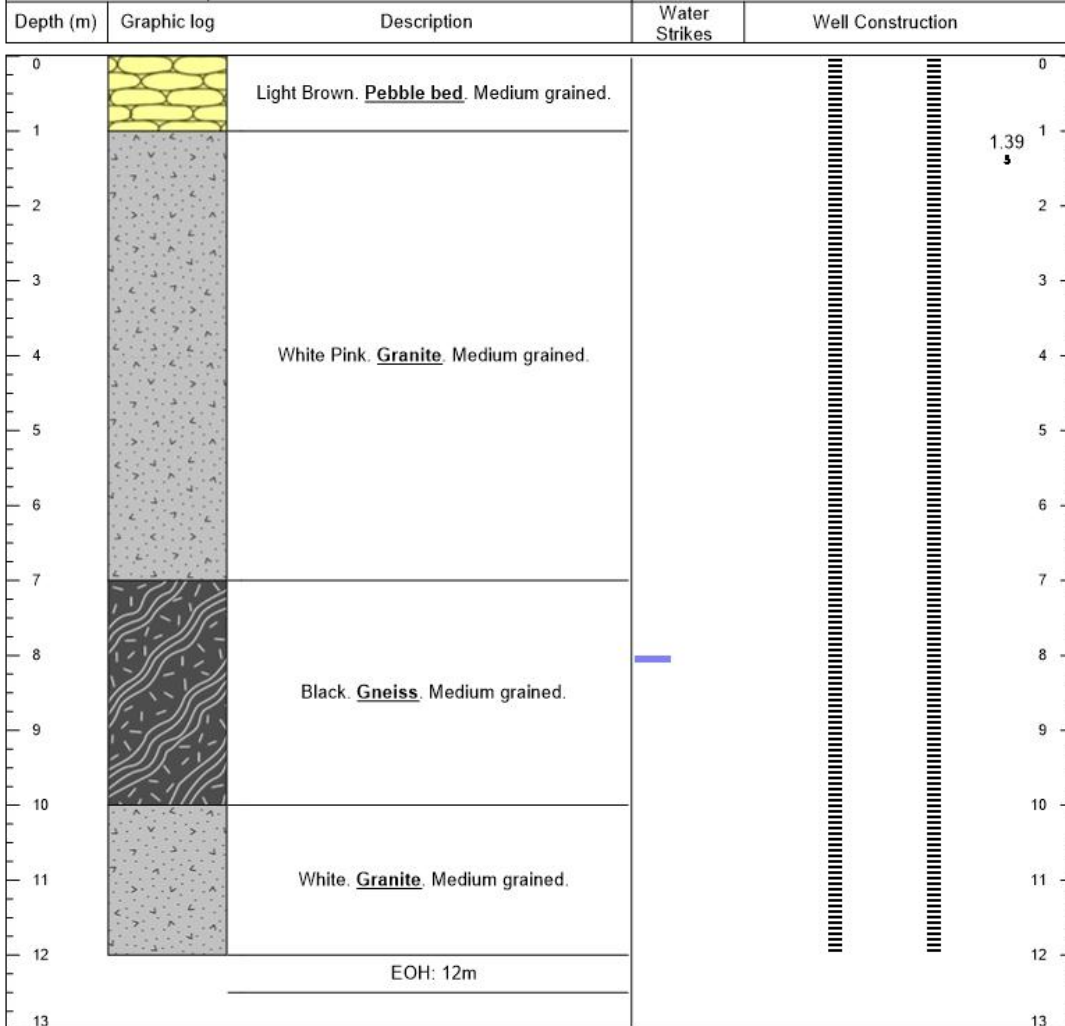 Depth (m) Graphic log Description Water Strikes Well Construction
0 0
Light Brown. Pebble bed. Medium grained.
1 1
1.39
2 2
3 3
4 White Pink. Granite. Medium grained. 4
5 5
6 6
7 7
8 8
Black. Gneiss. Medium grained.
9 9
10 10
11 White. Granite. Medium grained. 11
12 12
EOH: 12m
13 13